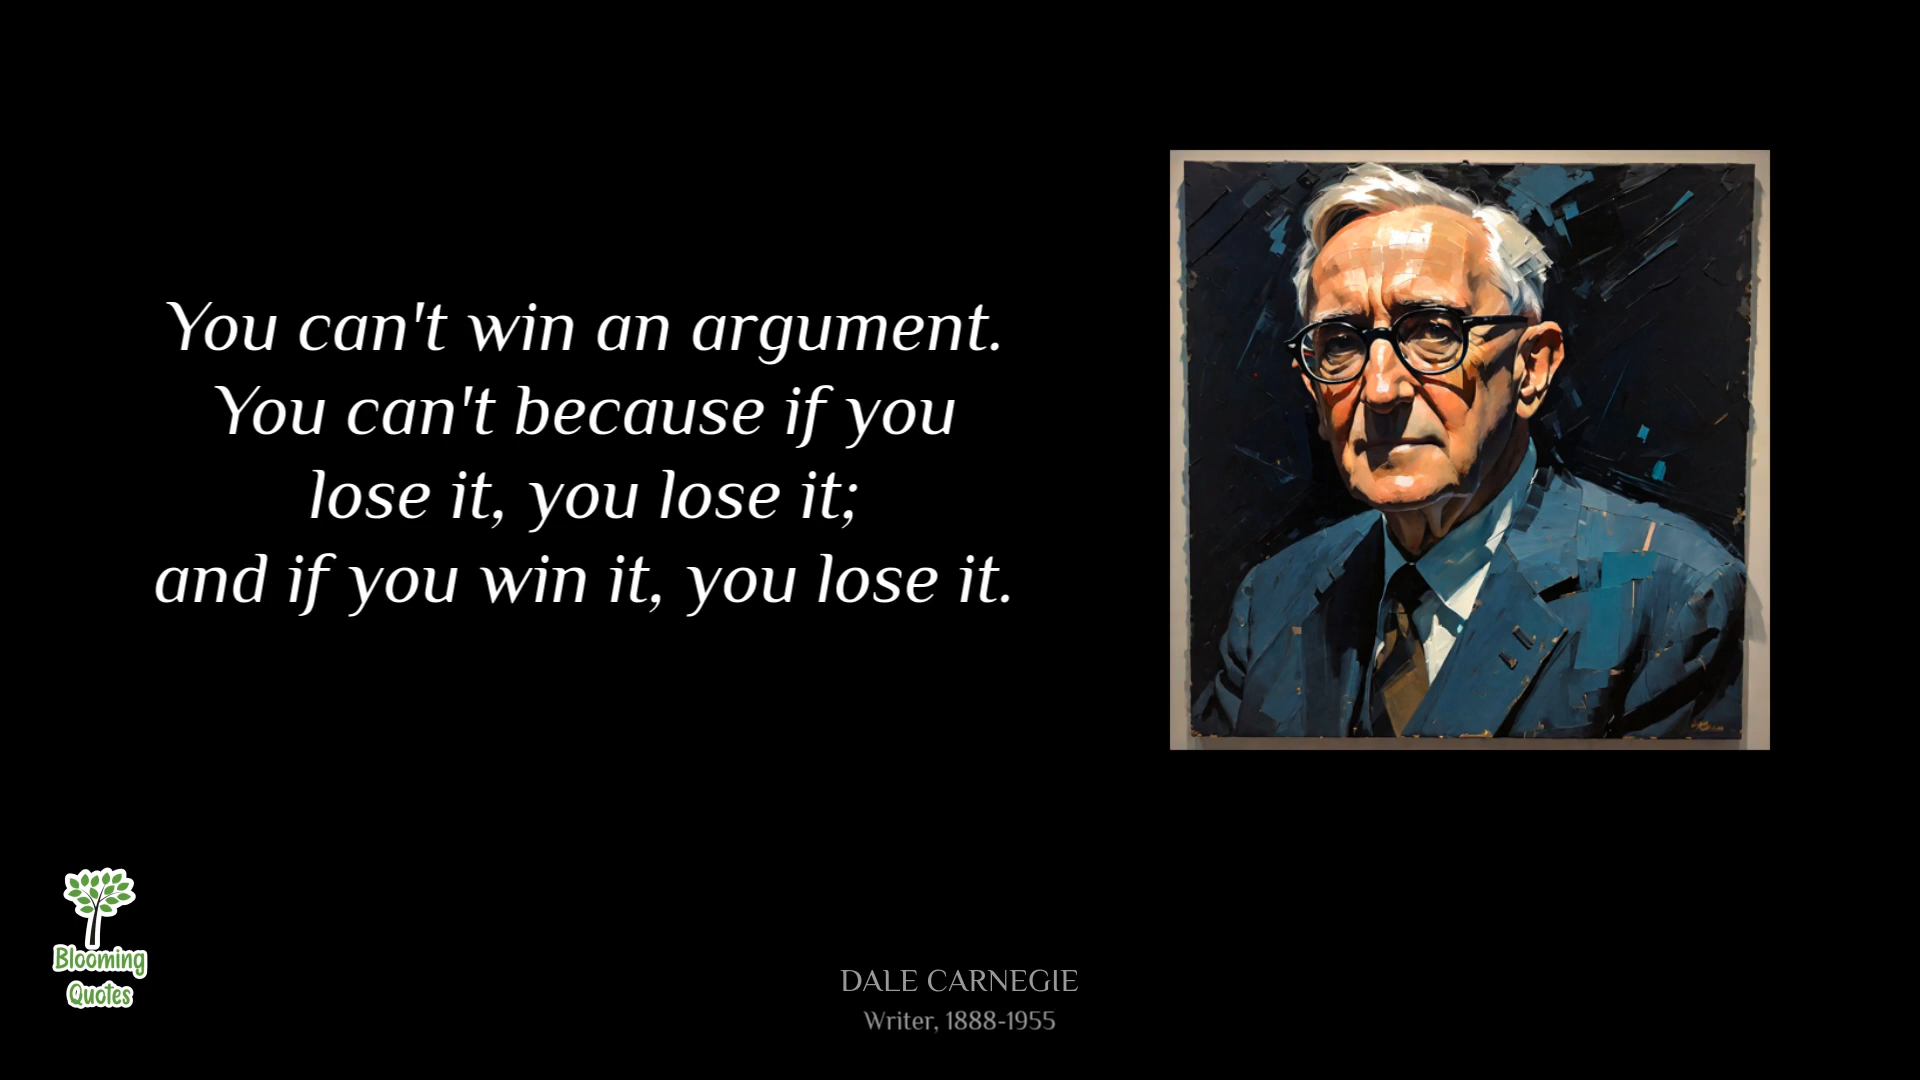 You can't win an argument.
You can't because if you
lose it, you lose it;
and if you win it, you lose it.
Blooming
Quotes
DALE CARNEGIE
Writer, 1888-1955